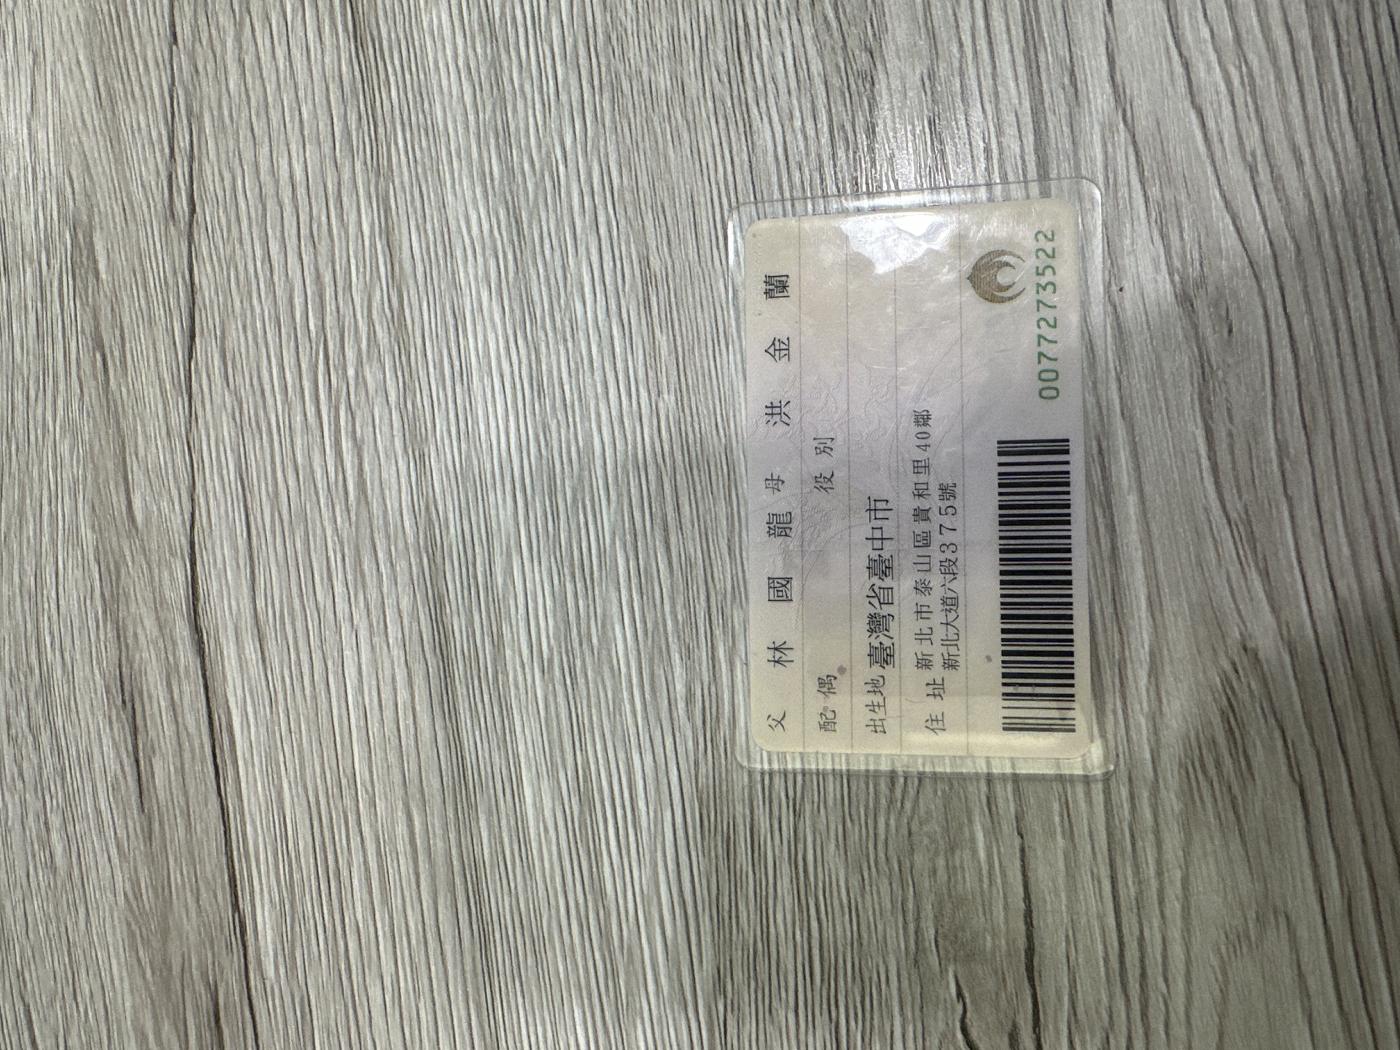 父 林國龍 母 洪金蘭
配偶 役別
出生地 臺灣省臺中市
住址 新北市泰山區貴和里40鄰
新北大道六段375號
0077273522